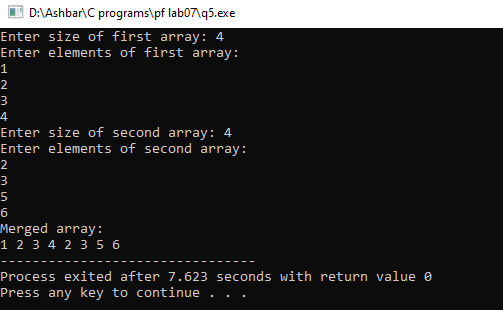 D:\Ashbar\C programs\pf lab07\q5.exe
Enter size of first array: 4
Enter elements of first array:
1
2
3
4
Enter size of second array: 4
Enter elements of second array:
2
3
5
6
Merged array:
1 2 3 4 2 3 5 6
--------------------------------
Process exited after 7.623 seconds with return value 0
Press any key to continue . . .